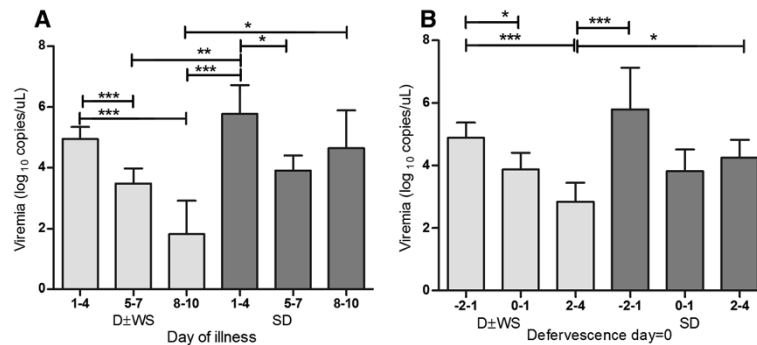 A
*
** *
***
***
***
Viremia (log10 copies/uL)
8
6
4
2
0
1-4 5-7 8-10 1-4 5-7 8-10
D±WS SD
Day of illness
B
* ***
*** *
Viremia (log10 copies/uL)
8
6
4
2
0
-2-1 0-1 2-4 -2-1 0-1 2-4
D±WS SD
Defervescence day=0